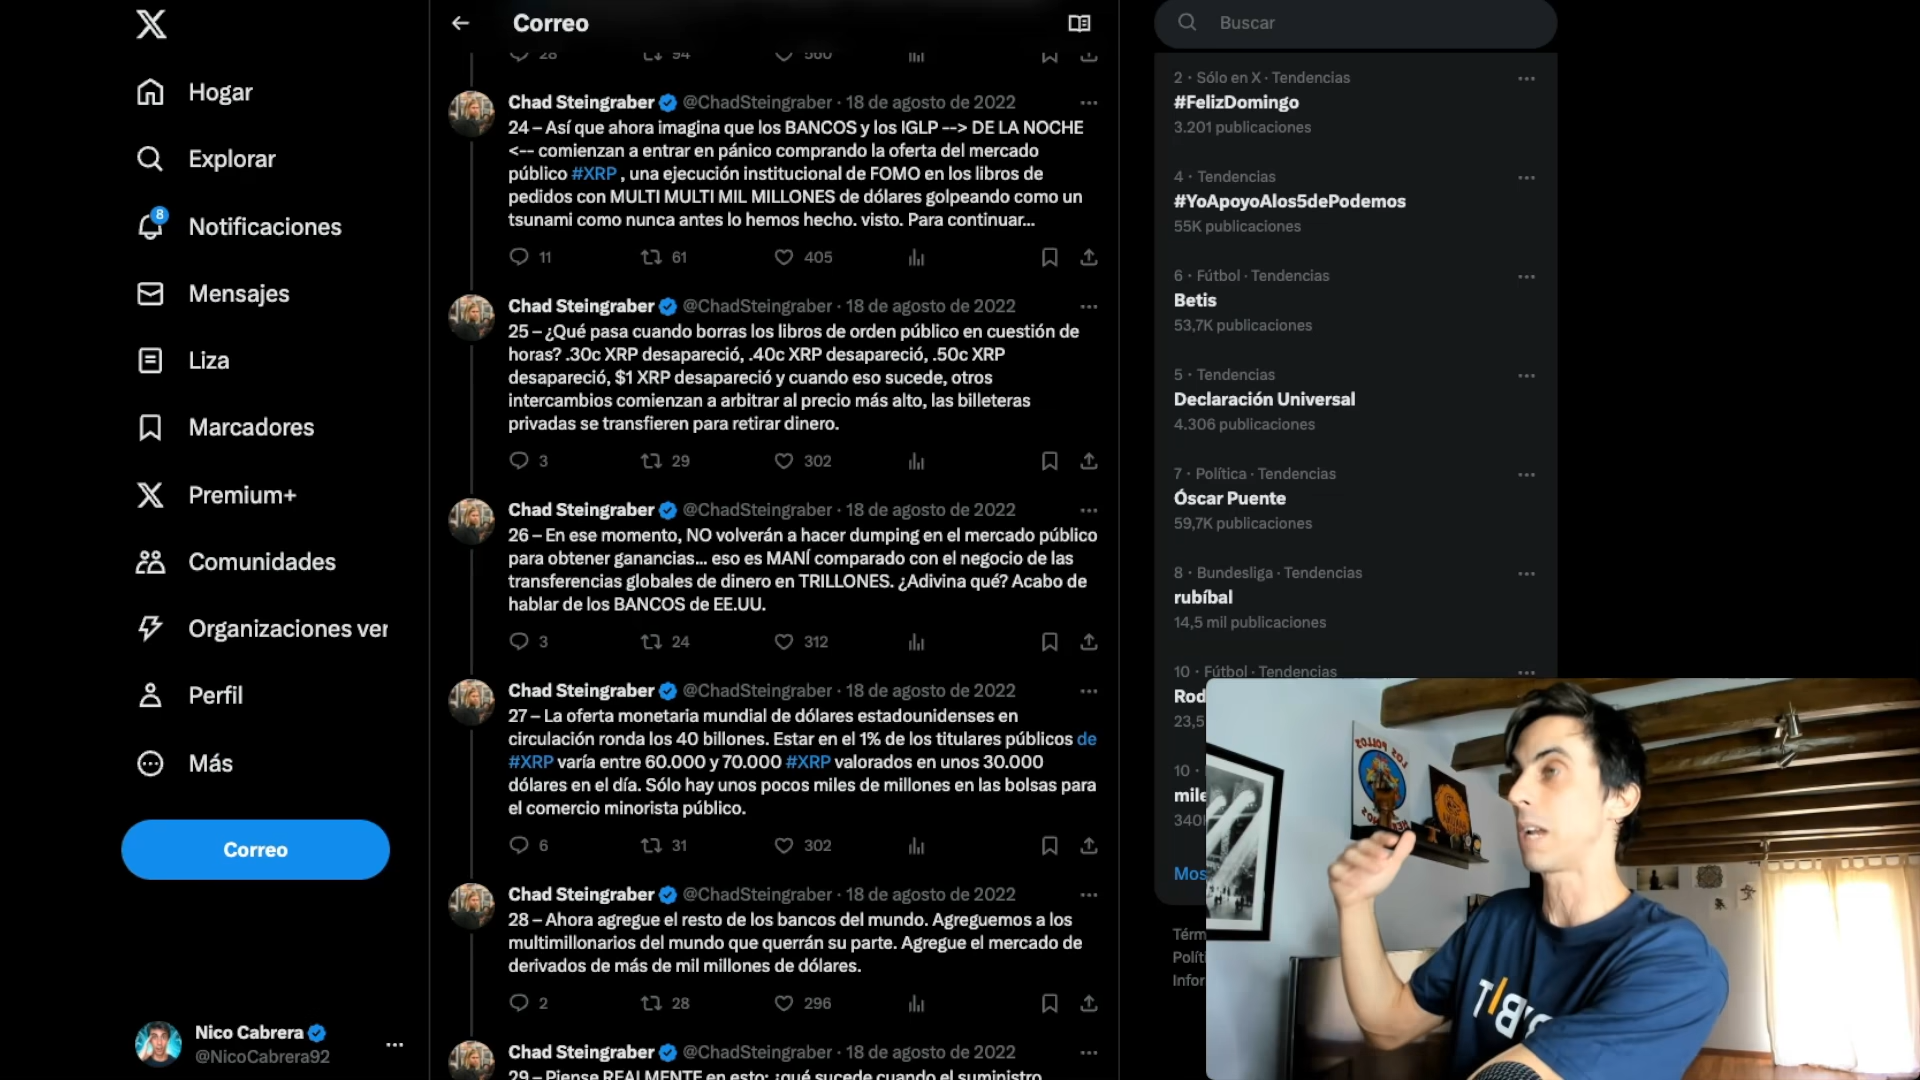 Hogar
Explorar
8
Notificaciones
Mensajes
Liza
Marcadores
Premium+
Comunidades
Organizaciones ver
Perfil
Más
Correo
Nico Cabrera
@NicoCabrera92
Correo
28 94 560
Chad Steingraber @ChadSteingraber · 18 de agosto de 2022
24 – Así que ahora imagina que los BANCOS y los IGLP --> DE LA NOCHE
<-- comienzan a entrar en pánico comprando la oferta del mercado
público #XRP , una ejecución institucional de FOMO en los libros de
pedidos con MULTI MULTI MIL MILLONES de dólares golpeando como un
tsunami como nunca antes lo hemos hecho. visto. Para continuar...
11 61 405
Chad Steingraber @ChadSteingraber · 18 de agosto de 2022
25 – ¿Qué pasa cuando borras los libros de orden público en cuestión de
horas? .30c XRP desapareció, .40c XRP desapareció, .50c XRP
desapareció, $1 XRP desapareció y cuando eso sucede, otros
intercambios comienzan a arbitrar al precio más alto, las billeteras
privadas se transfieren para retirar dinero.
3 29 302
Chad Steingraber @ChadSteingraber · 18 de agosto de 2022
26 – En ese momento, NO volverán a hacer dumping en el mercado público
para obtener ganancias... eso es MANÍ comparado con el negocio de las
transferencias globales de dinero en TRILLONES. ¿Adivina qué? Acabo de
hablar de los BANCOS de EE.UU.
3 24 312
Chad Steingraber @ChadSteingraber · 18 de agosto de 2022
27 – La oferta monetaria mundial de dólares estadounidenses en
circulación ronda los 40 billones. Estar en el 1% de los titulares públicos de
#XRP varía entre 60.000 y 70.000 #XRP valorados en unos 30.000
dólares en el día. Sólo hay unos pocos miles de millones en las bolsas para
el comercio minorista público.
6 31 302
Chad Steingraber @ChadSteingraber · 18 de agosto de 2022
28 – Ahora agregue el resto de los bancos del mundo. Agreguemos a los
multimillonarios del mundo que querrán su parte. Agregue el mercado de
derivados de más de mil millones de dólares.
2 28 296
Chad Steingraber @ChadSteingraber · 18 de agosto de 2022
29 – Piense REALMENTE en esto: ¿qué sucede cuando el suministro
Buscar
2 · Sólo en X · Tendencias
#FelizDomingo
3.201 publicaciones
4 · Tendencias
#YoApoyoAlos5dePodemos
55K publicaciones
6 · Fútbol · Tendencias
Betis
53,7K publicaciones
5 · Tendencias
Declaración Universal
4.306 publicaciones
7 · Política · Tendencias
Óscar Puente
59,7K publicaciones
8 · Bundesliga · Tendencias
rubíbal
14,5 mil publicaciones
10 · Fútbol · Tendencias
Rod
23,5
10 ·
mile
340
Mos
Térm
Políti
Infor
LOS POLLOS